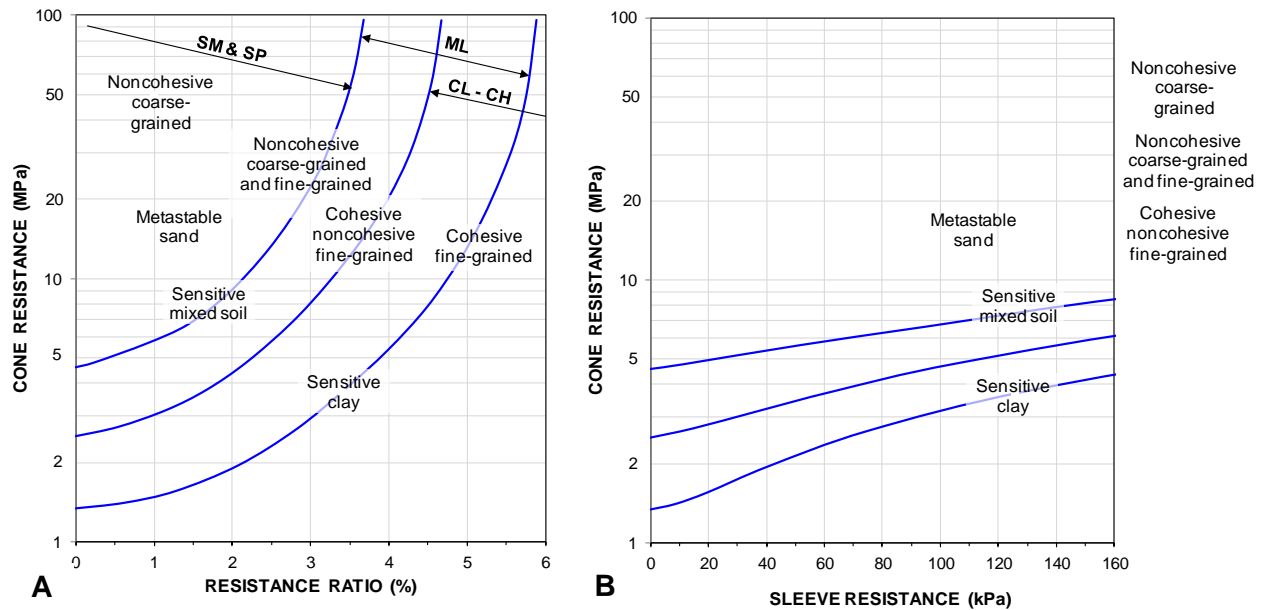 100
50
20
10
5
2
1
0
1
2
3
4
5
6
CONE RESISTANCE (MPa)
RESISTANCE RATIO (%)
A
SM & SP
ML
CL - CH
Noncohesive
coarse-
grained
Noncohesive
coarse-grained
and fine-grained
Metastable
sand
Cohesive
noncohesive
fine-grained
Cohesive
fine-grained
Sensitive
mixed soil
Sensitive
clay
100
50
20
10
5
2
1
0
20
40
60
80
100
120
140
160
CONE RESISTANCE (MPa)
SLEEVE RESISTANCE (kPa)
B
Metastable
sand
Sensitive
mixed soil
Sensitive
clay
Noncohesive
coarse-
grained
Noncohesive
coarse-grained
and fine-grained
Cohesive
noncohesive
fine-grained